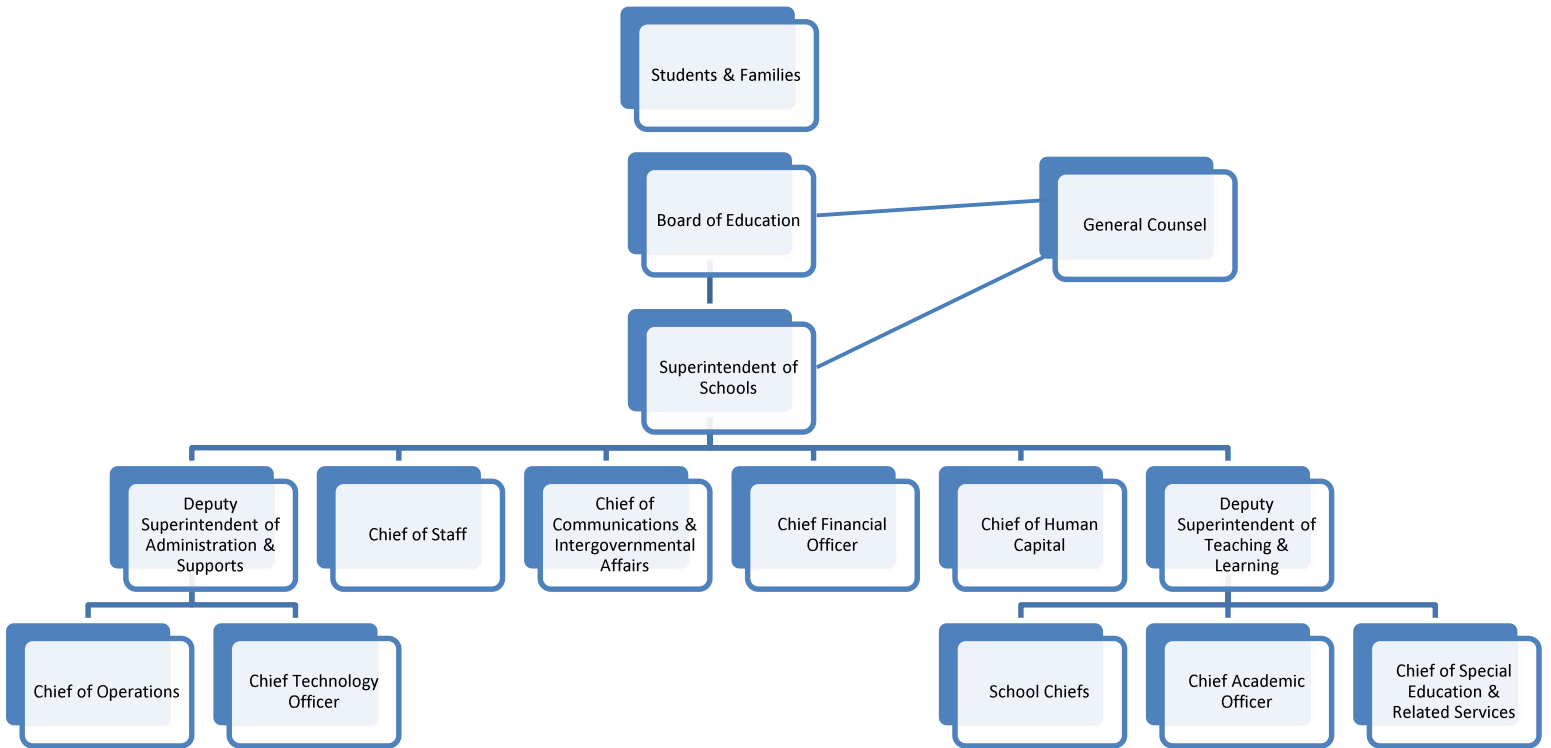 Students & Families
Board of Education
General Counsel
Superintendent of
Schools
Deputy
Superintendent of
Administration &
Supports
Chief of Staff
Chief of
Communications &
Intergovernmental
Affairs
Chief Financial
Officer
Chief of Human
Capital
Deputy
Superintendent of
Teaching &
Learning
Chief of Operations
Chief Technology
Officer
School Chiefs
Chief Academic
Officer
Chief of Special
Education &
Related Services